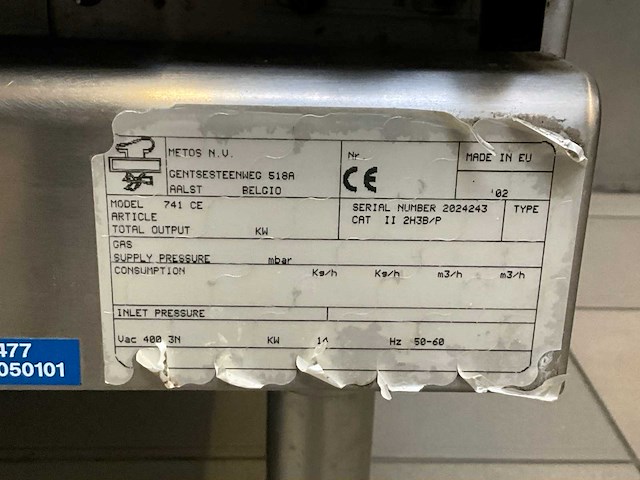 METOS N.V.
GENTSESTEENWEG 518A
AALST BELGIO
Nr
CE
MADE IN EU
'02
MODEL 741 CE
ARTICLE
TOTAL OUTPUT KW
SERIAL NUMBER 2024243
CAT II 2H3B/P
TYPE
GAS
SUPPLY PRESSURE mbar
CONSUMPTION Kg/h Kg/h m3/h m3/h
INLET PRESSURE
Vac 400 3N KW Hz 50-60
477
050101